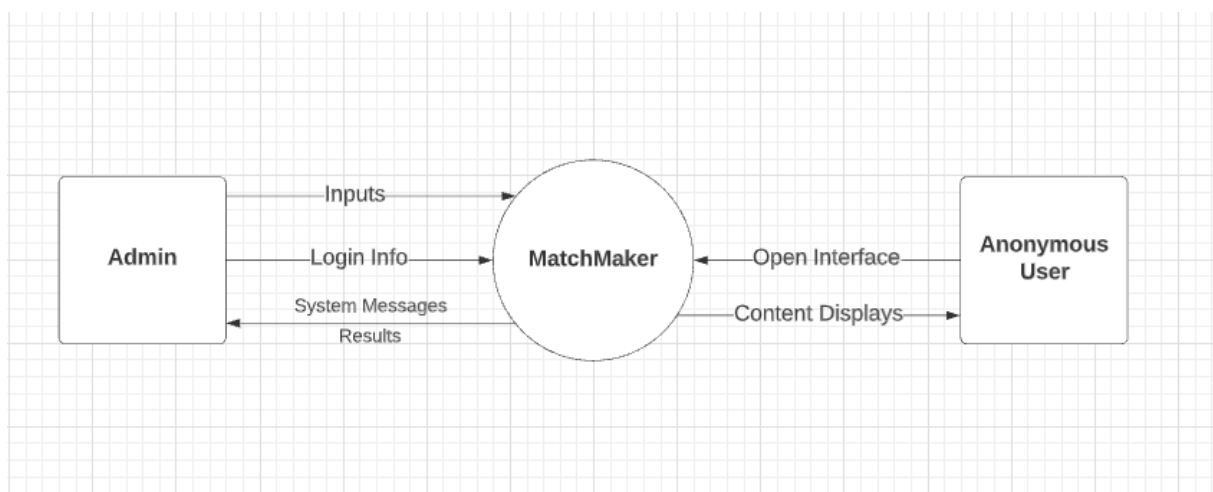 Inputs
Admin
Login Info
System Messages
Results
MatchMaker
Open Interface
Content Displays
Anonymous
User